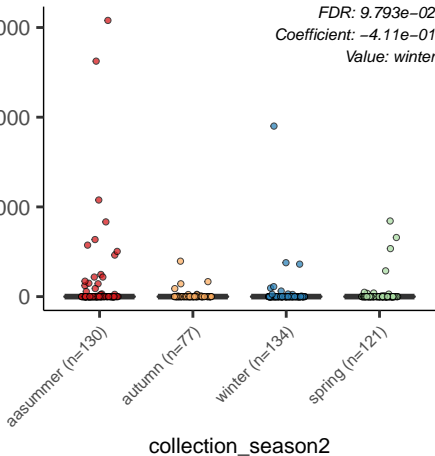 FDR: 9.793e−02
Coefficient: −4.11e−01
Value: winter
000
000
000
0
aasummer (n=130)
autumn (n=77)
winter (n=134)
spring (n=121)
collection_season2